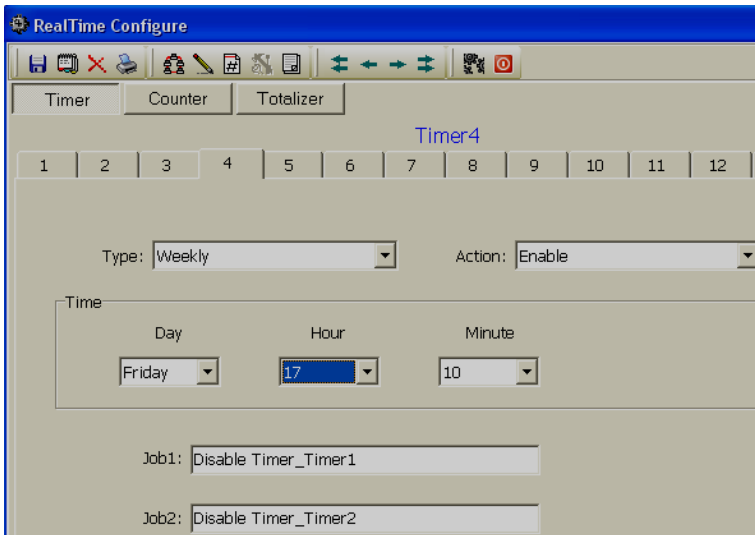 RealTime Configure
Timer Counter Totalizer
Timer4
1 2 3 4 5 6 7 8 9 10 11 12
Type: Weekly Action: Enable
Time
Day Hour Minute
Friday 17 10
Job1: Disable Timer_Timer1
Job2: Disable Timer_Timer2